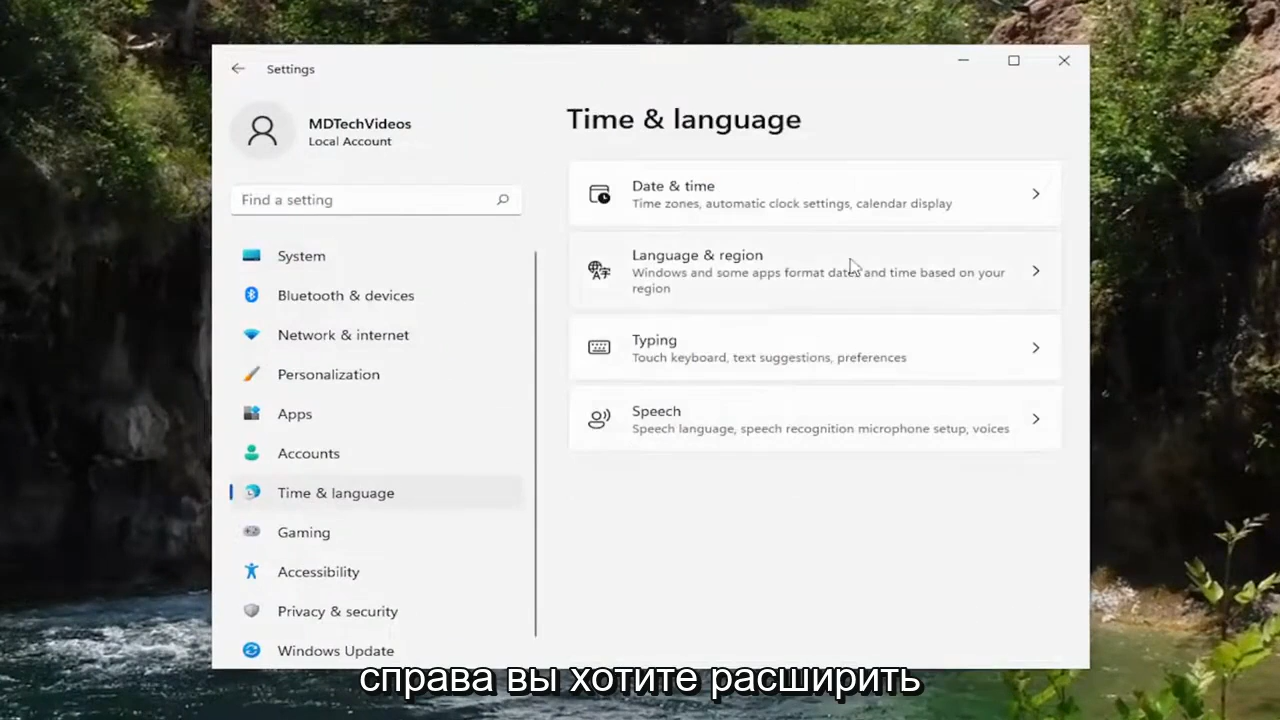 Settings
MDTechVideos
Local Account
Find a setting
System
Bluetooth & devices
Network & internet
Personalization
Apps
Accounts
Time & language
Gaming
Accessibility
Privacy & security
Windows Update
Time & language
Date & time
Time zones, automatic clock settings, calendar display
Language & region
Windows and some apps format dates and time based on your
region
Typing
Touch keyboard, text suggestions, preferences
Speech
Speech language, speech recognition microphone setup, voices
справа вы хотите расширить